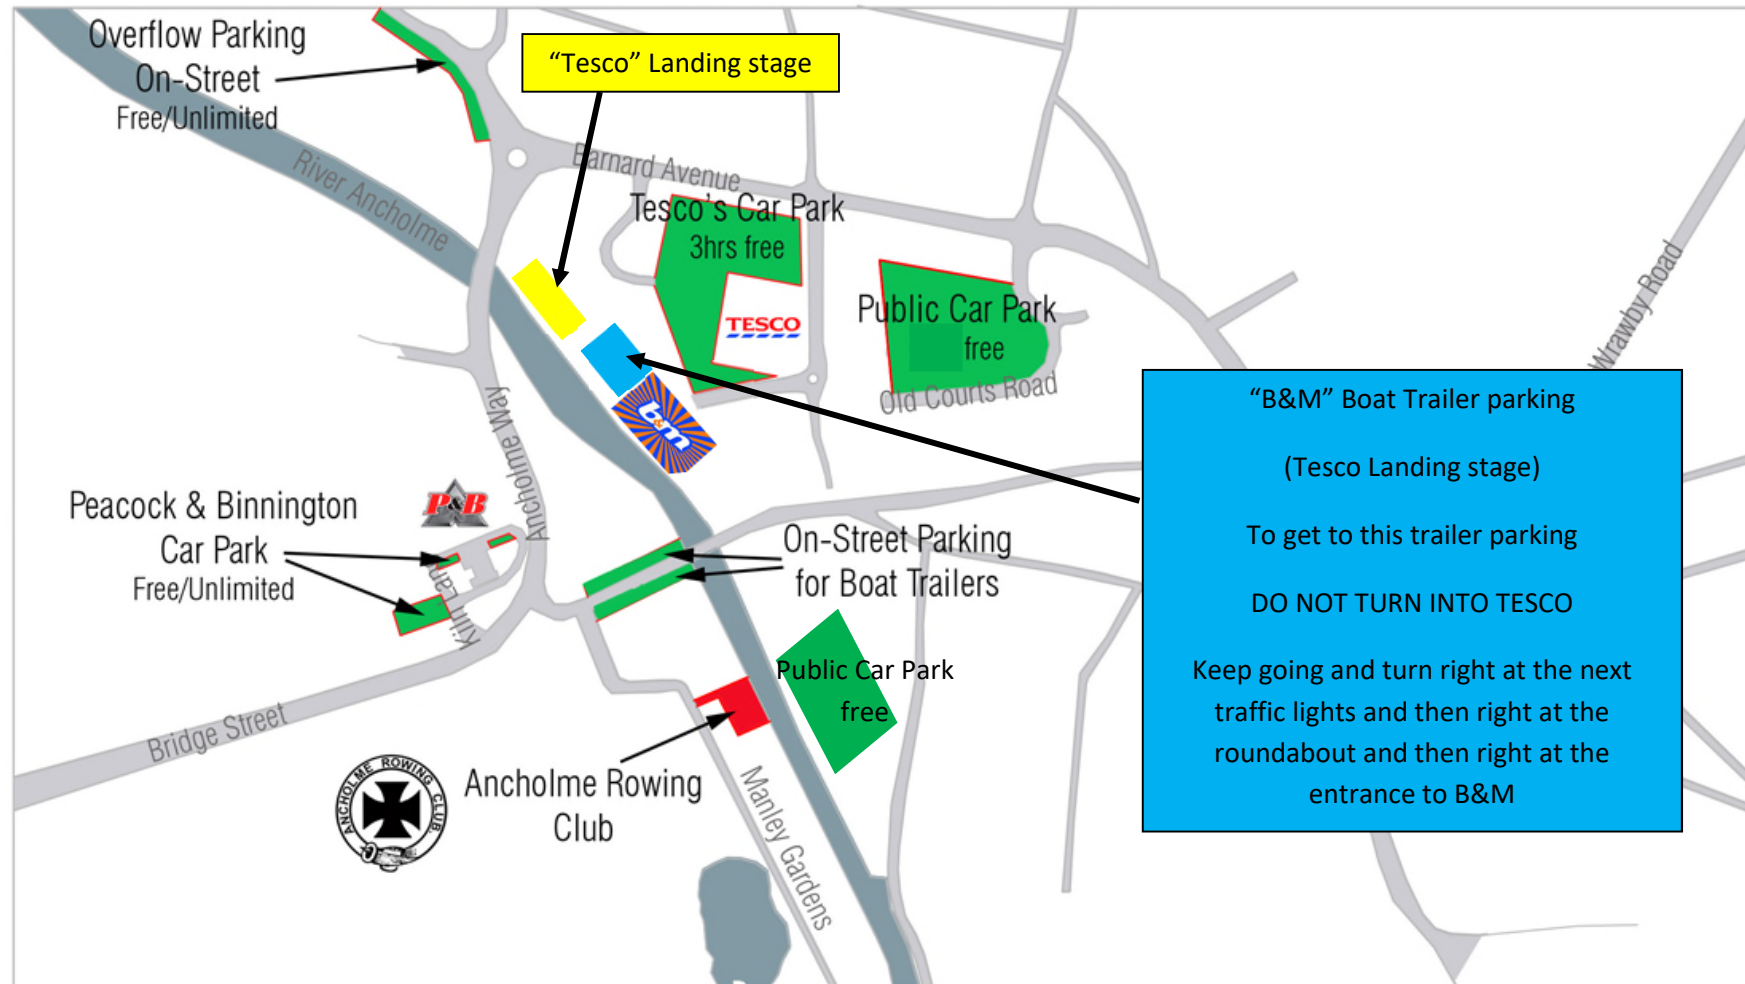 Overflow Parking
On-Street
Free/Unlimited
“Tesco” Landing stage
River Ancholme
Barnard Avenue
Tesco's Car Park
3hrs free
TESCO
Public Car Park
free
Old Courts Road
Wrawby Road
b&m
Ancholme Way
“B&M” Boat Trailer parking
(Tesco Landing stage)
To get to this trailer parking
DO NOT TURN INTO TESCO
Keep going and turn right at the next
traffic lights and then right at the
roundabout and then right at the
entrance to B&M
P&B
Peacock & Binnington
Car Park
Free/Unlimited
On-Street Parking
for Boat Trailers
Public Car Park
free
Bridge Street
ANCHOLME ROWING CLUB.
Ancholme Rowing
Club
Manley Gardens